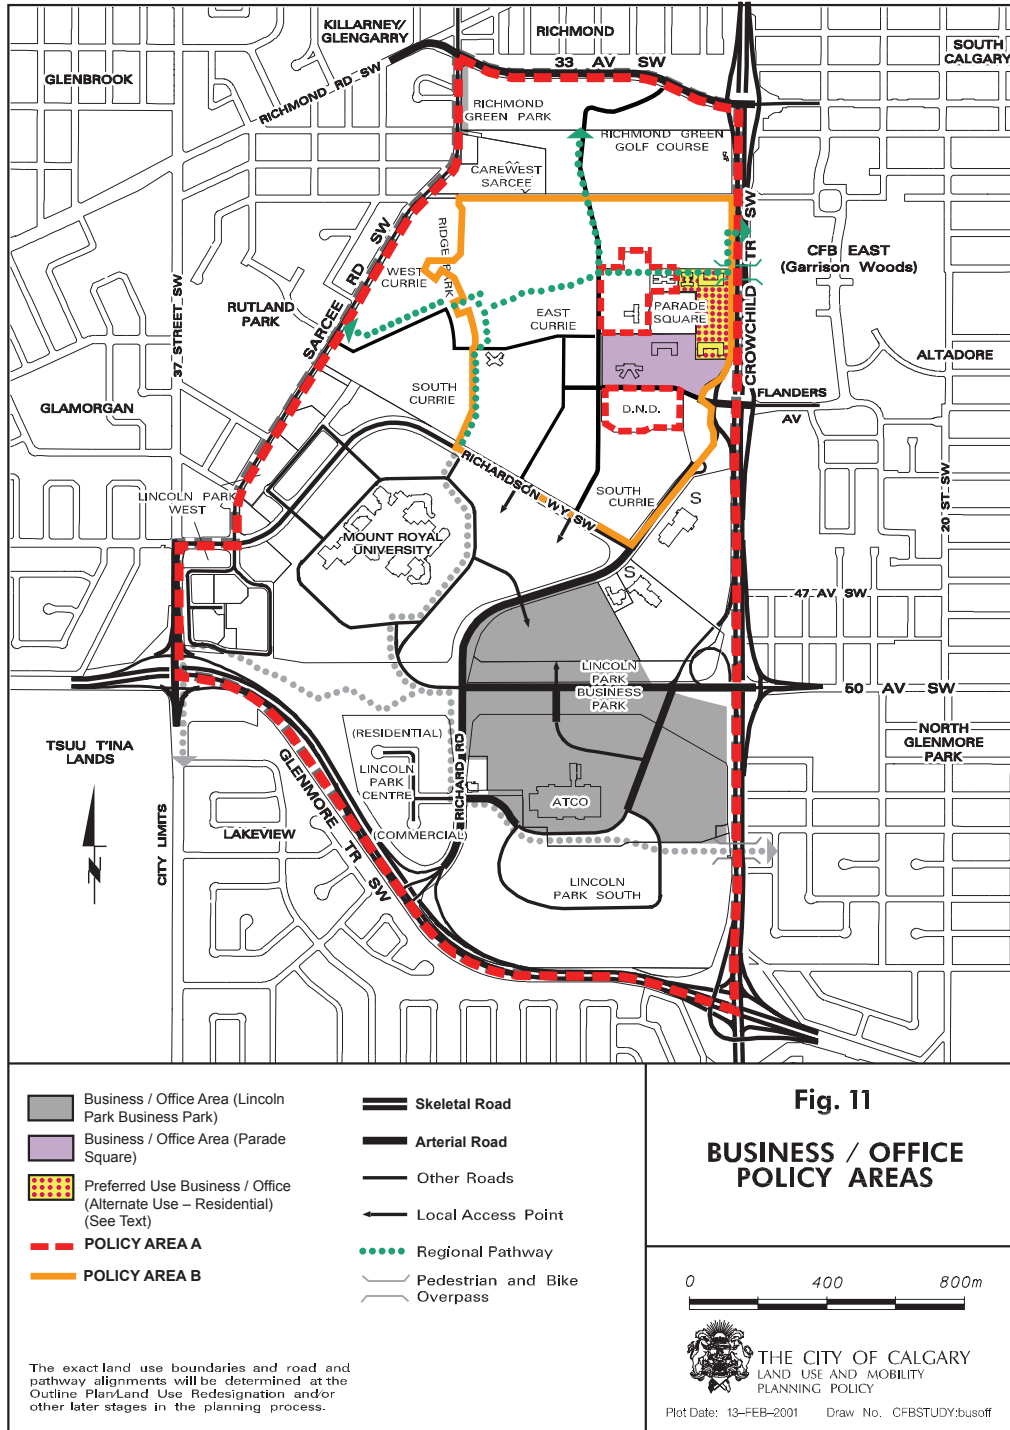 KILLARNEY/
GLENGARRY
RICHMOND
33 AV SW
SOUTH
CALGARY
GLENBROOK
RICHMOND RD SW
RICHMOND
GREEN PARK
RICHMOND GREEN
GOLF COURSE
CAREWEST
SARCEE
CROWCHILD TR SW
RIDGE PARK
WEST
CURRIE
CFB EAST
(Garrison Woods)
37 STREET SW
SARCEE RD SW
RUTLAND
PARK
EAST
CURRIE
PARADE
SQUARE
ALTADORE
SOUTH
CURRIE
FLANDERS
AV
GLAMORGAN
D.N.D.
RICHARDSON WY SW
20 ST SW
LINCOLN PARK
WEST
SOUTH
CURRIE
S
MOUNT ROYAL
UNIVERSITY
S
47 AV SW
LINCOLN
PARK
BUSINESS
PARK
50 AV SW
TSUU T'INA
LANDS
(RESIDENTIAL)
NORTH
GLENMORE
PARK
GLENMORE TR SW
LINCOLN
PARK
CENTRE
RICHARD RD
ATCO
CITY LIMITS
LAKEVIEW
(COMMERCIAL)
LINCOLN
PARK SOUTH
N
Business / Office Area (Lincoln
Park Business Park)
Business / Office Area (Parade
Square)
Preferred Use Business / Office
(Alternate Use – Residential)
(See Text)
POLICY AREA A
POLICY AREA B
Skeletal Road
Arterial Road
Other Roads
Local Access Point
Regional Pathway
Pedestrian and Bike
Overpass
The exact land use boundaries and road and
pathway alignments will be determined at the
Outline Plan/Land Use Redesignation and/or
other later stages in the planning process.
Fig. 11
BUSINESS / OFFICE
POLICY AREAS
0 400 800m
THE CITY OF CALGARY
LAND USE AND MOBILITY
PLANNING POLICY
Plot Date: 13-FEB-2001 Draw No. CFBSTUDY:busoff